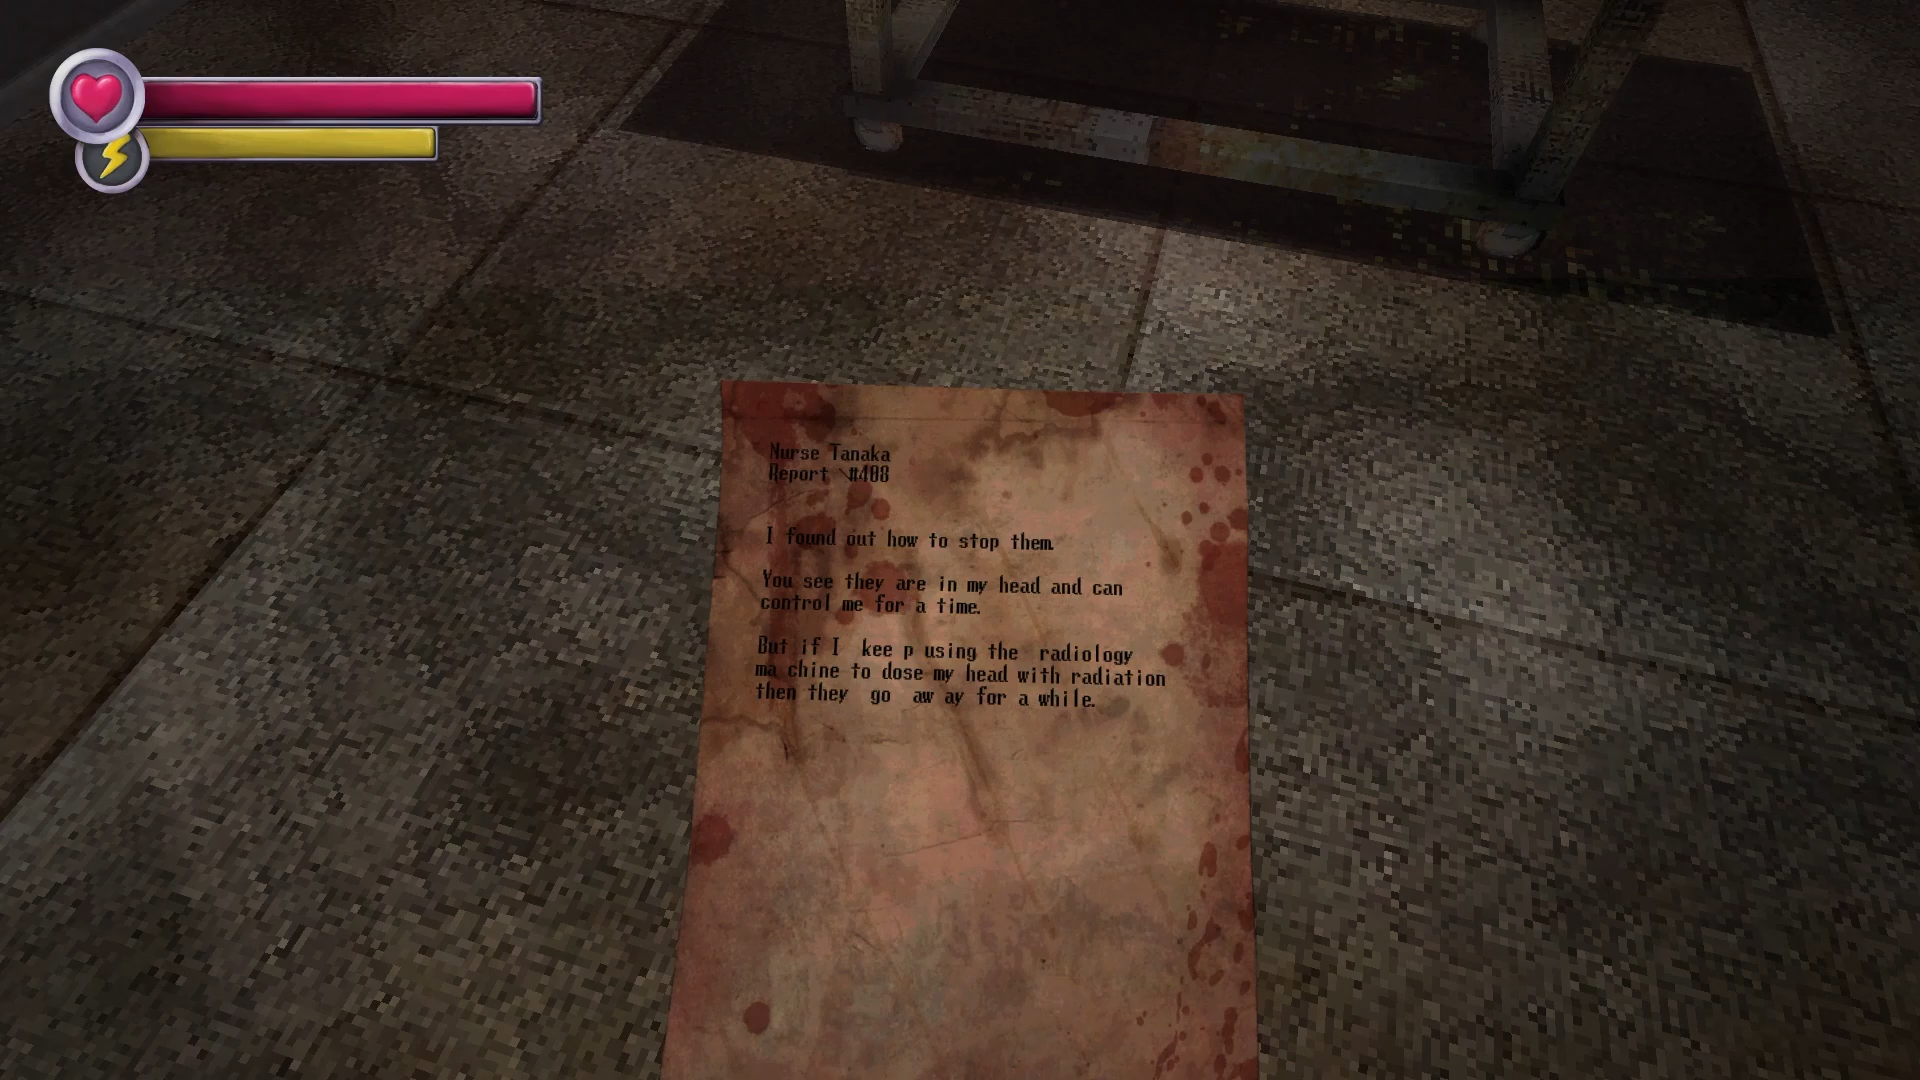 Nurse Tanaka
Report \#408
I found out how to stop them.
You see they are in my head and can
control me for a time.
But if I  kee p using the  radiology
ma chine to dose my head with radiation
then they  go  aw ay for a while.